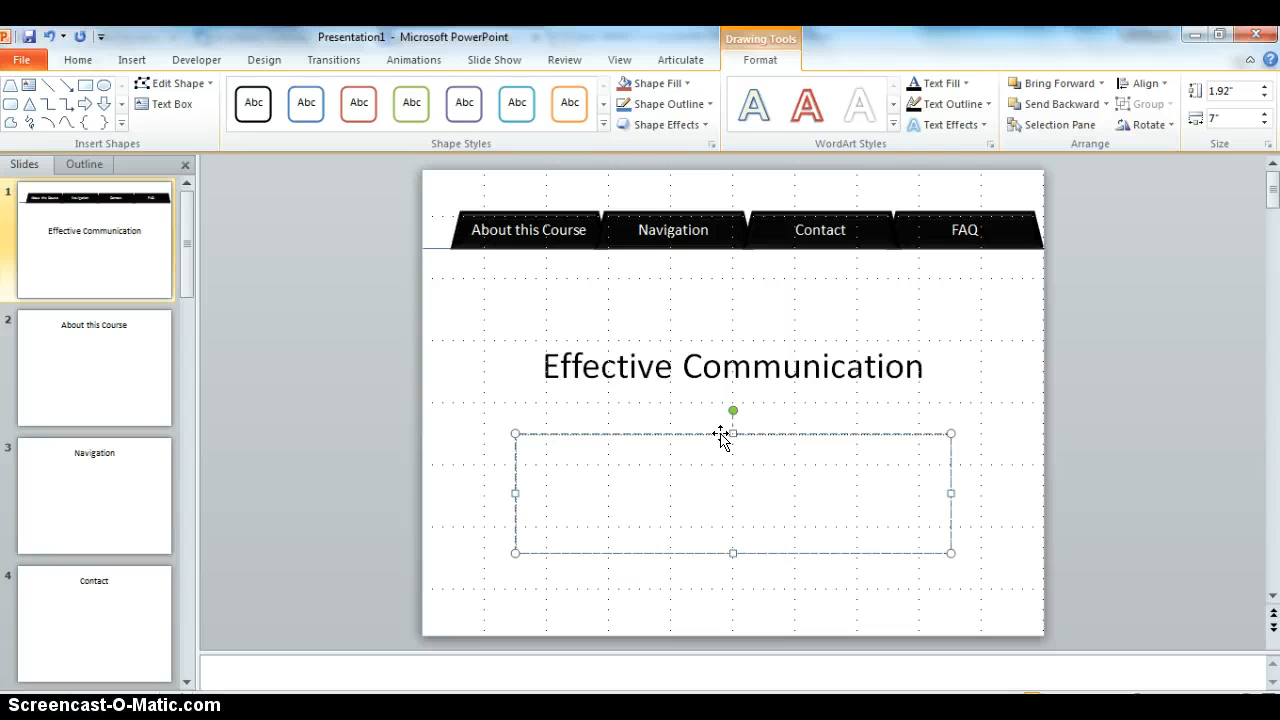 Presentation1 - Microsoft PowerPoint
Drawing Tools
File Home Insert Developer Design Transitions Animations Slide Show Review View Articulate Format
Edit Shape
Text Box
Insert Shapes
Abc Abc Abc Abc Abc Abc Abc
Shape Fill
Shape Outline
Shape Effects
Shape Styles
A A A
Text Fill
Text Outline
Text Effects
WordArt Styles
Bring Forward
Send Backward
Selection Pane
Align
Group
Rotate
Arrange
1.92"
7"
Size
Slides Outline
1
About this Course Navigation Contact FAQ
Effective Communication
2
About this Course
3
Navigation
4
Contact
About this Course Navigation Contact FAQ
Effective Communication
Screencast-O-Matic.com